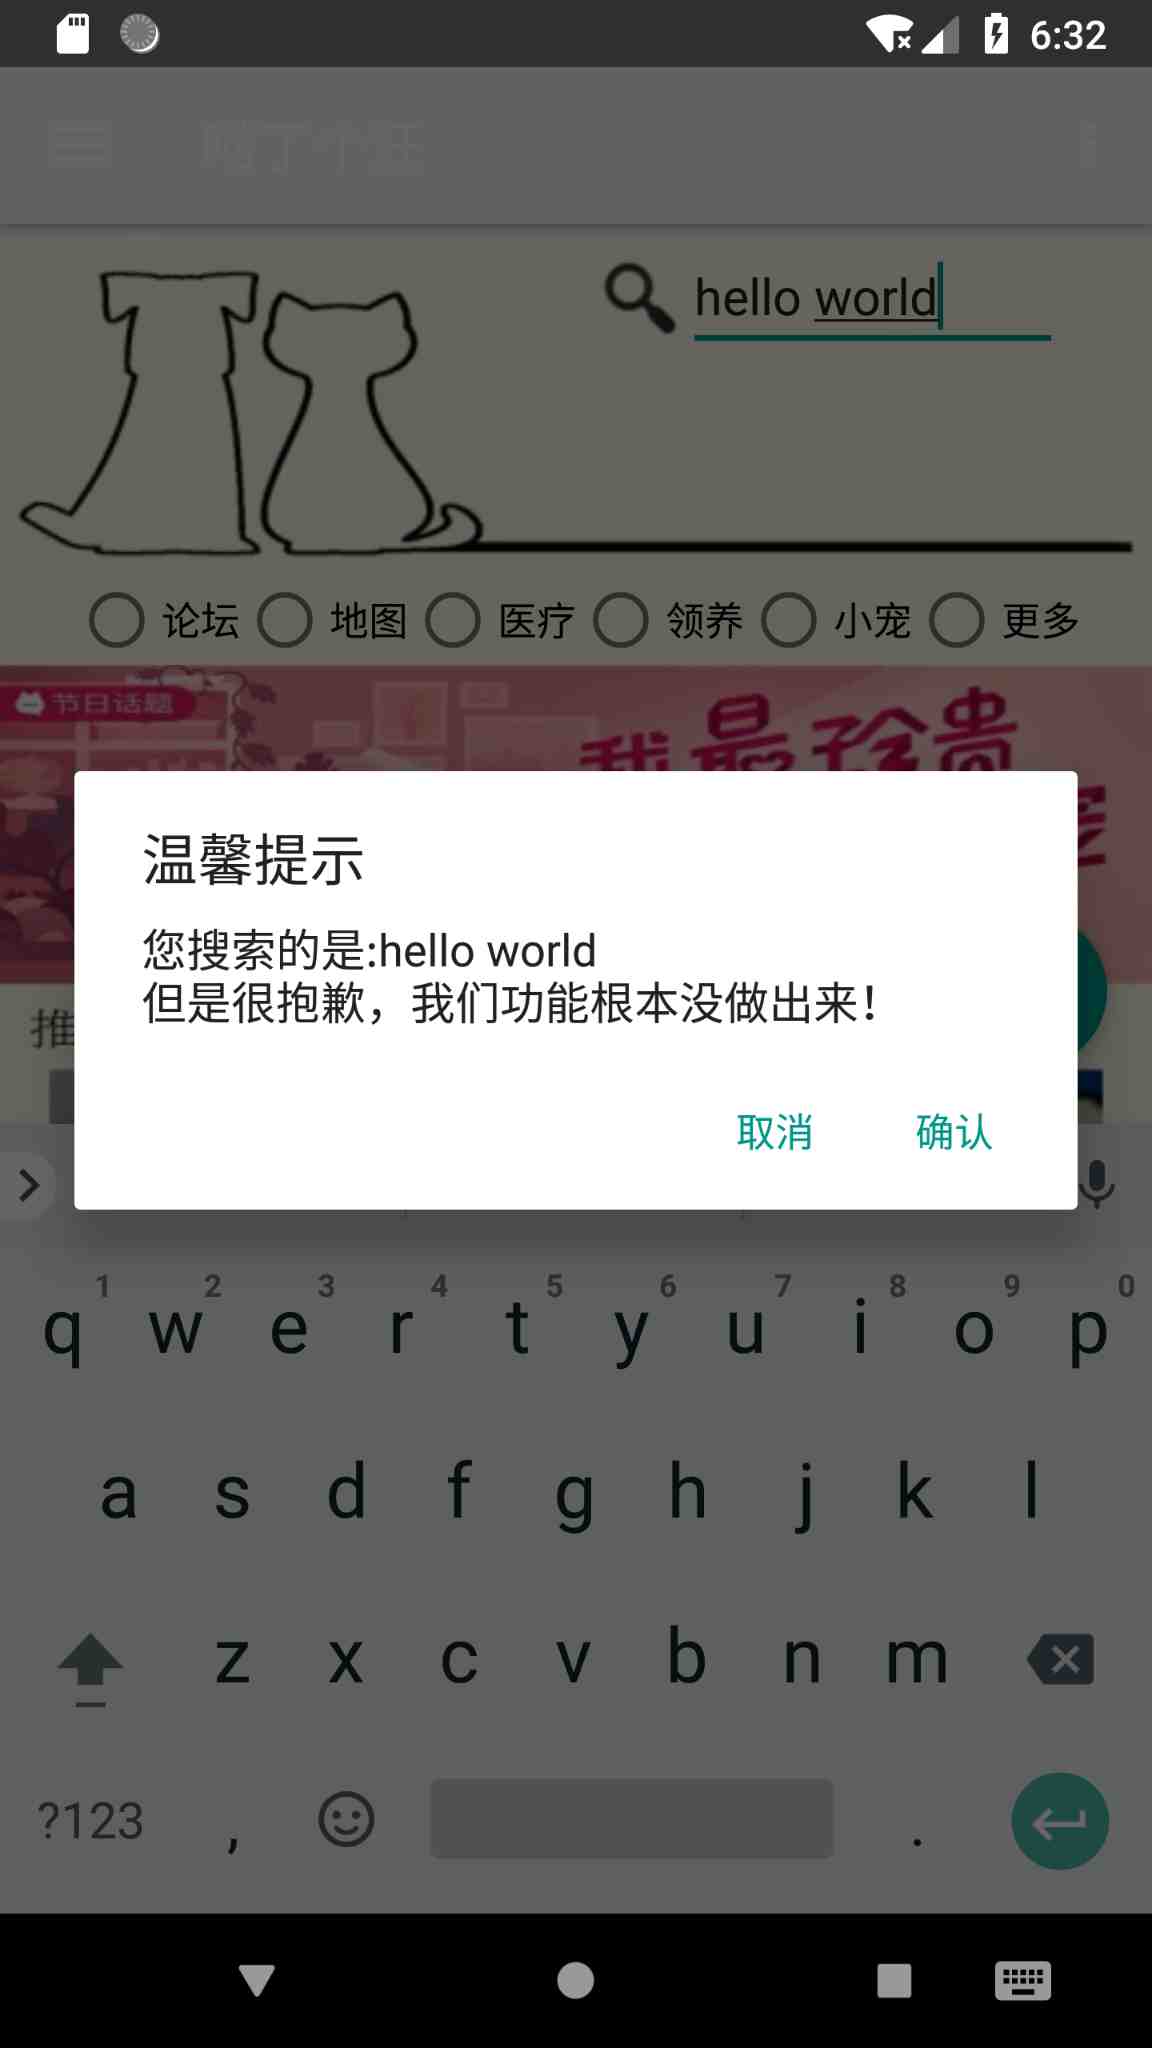 6:32
hello world
论坛 地图 医疗 领养 小宠 更多
节日话题
我最珍贵
温馨提示
您搜索的是:hello world
但是很抱歉，我们功能根本没做出来！
取消 确认
推
1 2 3 4 5 6 7 8 9 0
q w e r t y u i o p
a s d f g h j k l
z x c v b n m
?123 , .